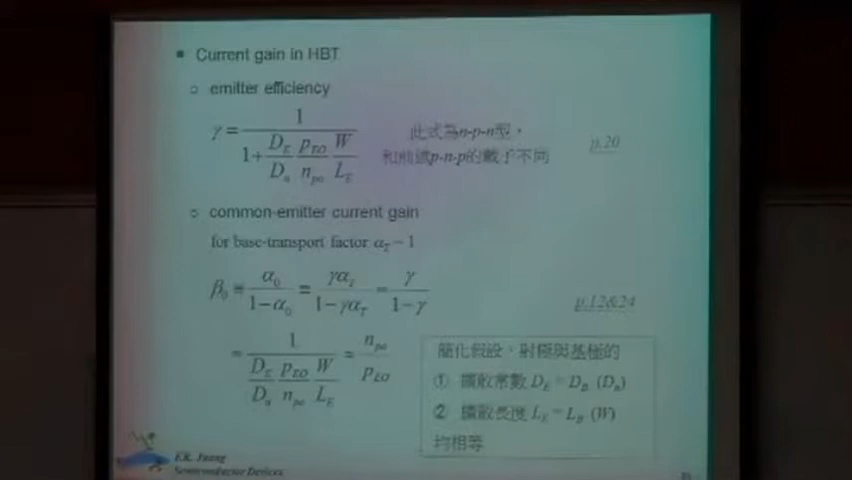 ▪ Current gain in HBT
○ emitter efficiency
γ = 1 / (1 + (D_E / D_n) (p_EO / n_po) (W / L_E))
此式為n-p-n型，
和前述p-n-p的載子不同
p.20
○ common-emitter current gain
for base-transport factor α_T ~ 1
β_0 ≡ α_0 / (1 − α_0) = γα_T / (1 − γα_T) = γ / (1 − γ)
p.12&24
= 1 / ((D_E / D_n) (p_EO / n_po) (W / L_E)) = n_po / p_EO
簡化假設，射極與基極的
① 擴散常數 D_E = D_B (D_n)
② 擴散長度 L_E = L_B (W)
均相等
F.R. Juang
Semiconductor Devices